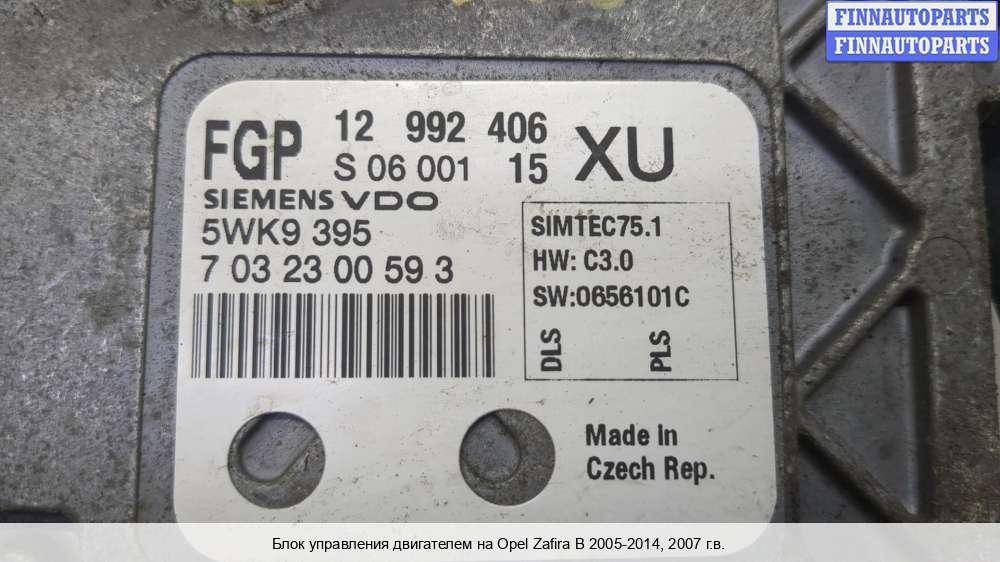 FINNAUTOPARTS
FINNAUTOPARTS
FGP 12 992 406 XU
S 06 001 15
SIEMENS VDO
5WK9 395
7 03 23 00 59 3
SIMTEC75.1
HW: C3.0
SW:0656101C
DLS PLS
Made in
Czech Rep.
Блок управления двигателем на Opel Zafira B 2005-2014, 2007 г.в.